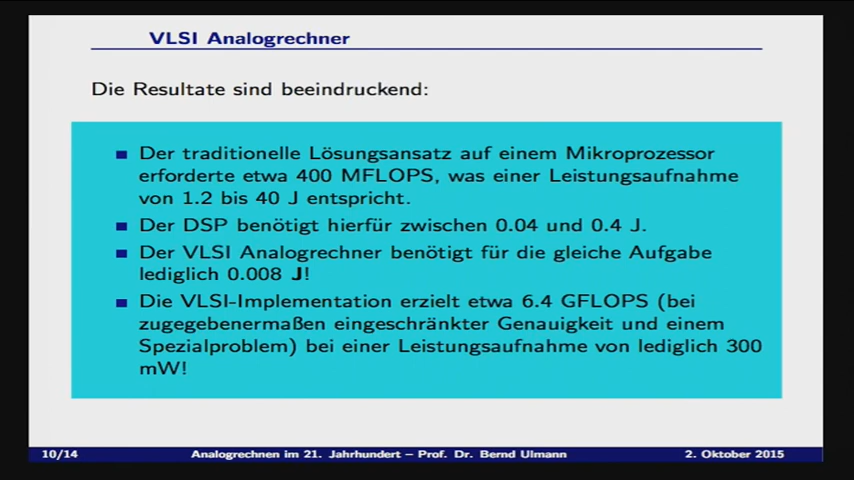 VLSI Analogrechner
Die Resultate sind beeindruckend:
Der traditionelle Lösungsansatz auf einem Mikroprozessor
erforderte etwa 400 MFLOPS, was einer Leistungsaufnahme
von 1.2 bis 40 J entspricht.
Der DSP benötigt hierfür zwischen 0.04 und 0.4 J.
Der VLSI Analogrechner benötigt für die gleiche Aufgabe
lediglich 0.008 J!
Die VLSI-Implementation erzielt etwa 6.4 GFLOPS (bei
zugegebenermaßen eingeschränkter Genauigkeit und einem
Spezialproblem) bei einer Leistungsaufnahme von lediglich 300
mW!
10/14 Analogrechnen im 21. Jahrhundert – Prof. Dr. Bernd Ulmann 2. Oktober 2015